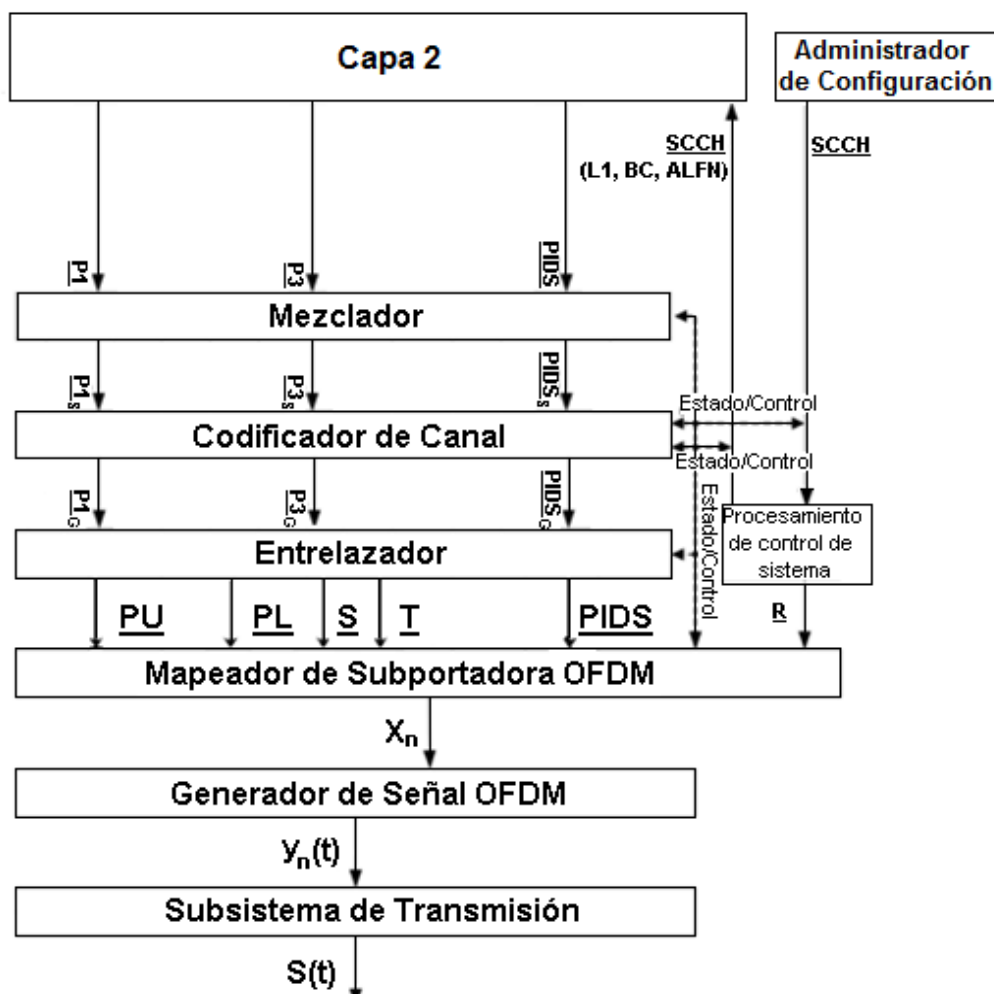 Capa 2
Administrador
de Configuración
SCCH
(L1, BC, ALFN)
SCCH
P1
P3
PIDS
Mezclador
P1S
P3S
PIDSS
Estado/Control
Codificador de Canal
Estado/Control
P1G
P3G
PIDSG
Estado/Control
Procesamiento
de control de
sistema
Entrelazador
PU
PL
S
T
PIDS
R
Mapeador de Subportadora OFDM
Xn
Generador de Señal OFDM
yn(t)
Subsistema de Transmisión
S(t)